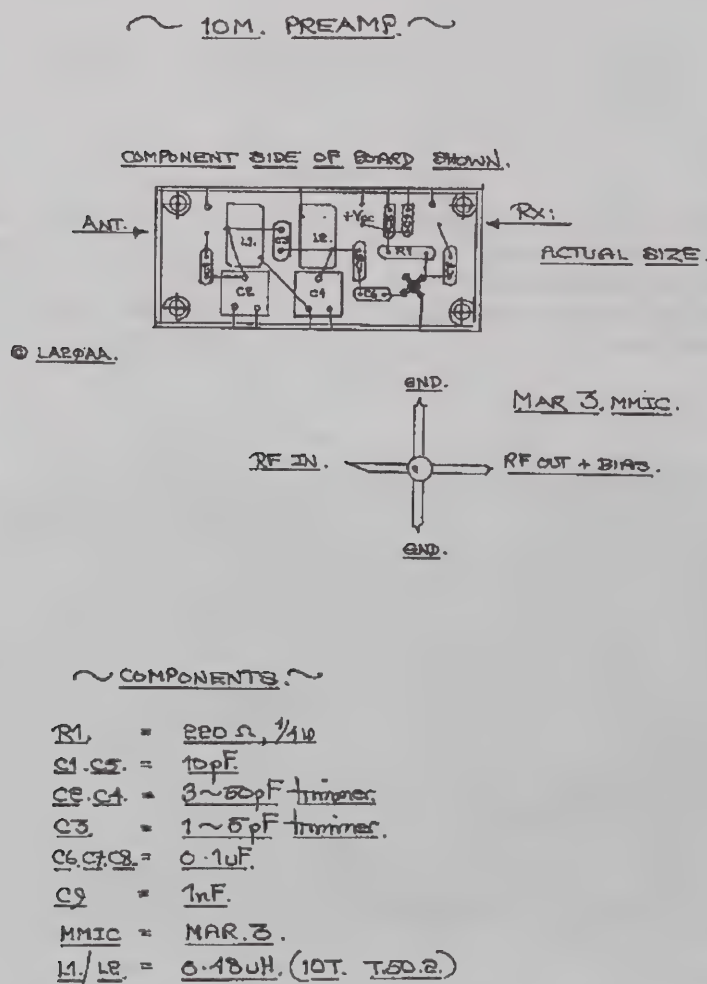 10M. PREAMP.
COMPONENT SIDE OF BOARD SHOWN.
ANT.
L1.
L2.
+VDC
R1
C2
C4
C6
RX:
ACTUAL SIZE.
© LA2ØAA.
GND.
MAR 3. MMIC.
RF IN.
RF OUT + BIAS.
GND.
COMPONENTS.
R1. = 220 Ω, 1/4W
C1.C5. = 10pF.
C2.C4. = 3~50pF trimmer.
C3 = 1~5pF trimmer.
C6.C7.C8. = 0.1uF.
C9 = 1nF.
MMIC = MAR.3.
L1./L2. = 0.48uH. (10T. T.50.2.)